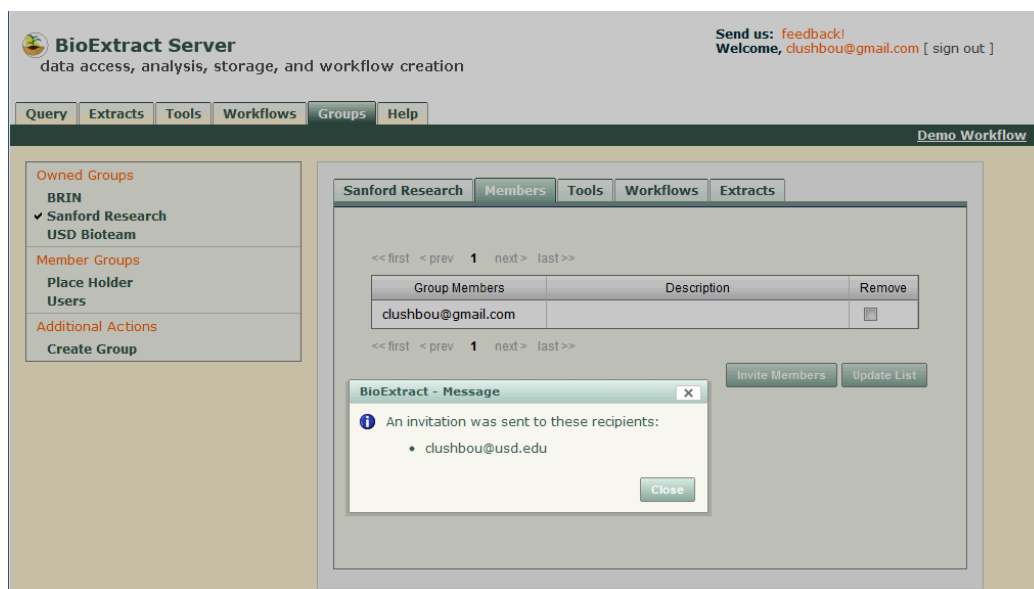 BioExtract Server
data access, analysis, storage, and workflow creation
Send us: feedback!
Welcome, clushbou@gmail.com [ sign out ]
Query Extracts Tools Workflows Groups Help
Demo Workflow
Owned Groups
BRIN
✔ Sanford Research
USD Bioteam
Member Groups
Place Holder
Users
Additional Actions
Create Group
Sanford Research Members Tools Workflows Extracts
<< first < prev 1 next > last >>
Group Members Description Remove
clushbou@gmail.com
<< first < prev 1 next > last >>
Invite Members Update List
BioExtract - Message x
An invitation was sent to these recipients:
• clushbou@usd.edu
Close